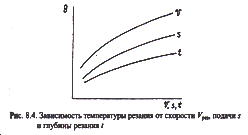 θ
V
s
t
V, s, t
Рис. 8.4. Зависимость температуры резания от скорости Vрез, подачи s
и глубины резания t